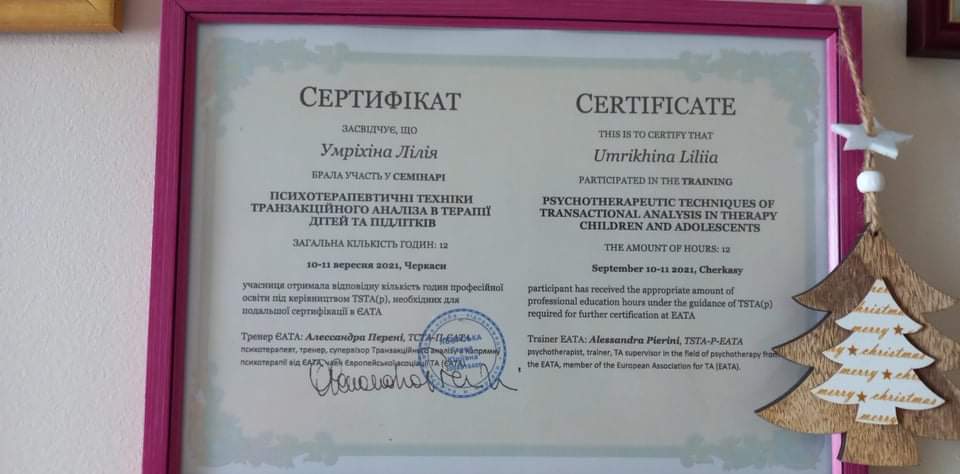 СЕРТИФІКАТ
ЗАСВІДЧУЄ, ЩО
Умріхіна Лілія
БРАЛА УЧАСТЬ У СЕМІНАРІ
ПСИХОТЕРАПЕВТИЧНІ ТЕХНІКИ
ТРАНЗАКЦІЙНОГО АНАЛІЗА В ТЕРАПІЇ
ДІТЕЙ ТА ПІДЛІТКІВ
ЗАГАЛЬНА КІЛЬКІСТЬ ГОДИН: 12
10-11 вересня 2021, Черкаси
учасниця отримала відповідну кількість годин професійної
освіти під керівництвом TSTA(p), необхідних для
подальшої сертифікації в ЄАТА
Тренер ЄАТА: Алессандра Перені, ТСТА-П-ЄАТА
психотерапевт, тренер, супервізор Транзакційного аналізу в напрямку
психотерапії від ЄАТА, член Європейської асоціації ТА (ЄАТА).
CERTIFICATE
THIS IS TO CERTIFY THAT
Umrikhina Liliia
PARTICIPATED IN THE TRAINING
PSYCHOTHERAPEUTIC TECHNIQUES OF
TRANSACTIONAL ANALYSIS IN THERAPY
CHILDREN AND ADOLESCENTS
THE AMOUNT OF HOURS: 12
September 10-11 2021, Cherkasy
participant has received the appropriate amount of
professional education hours under the guidance of TSTA(p)
required for further certification at EATA
Trainer EATA: Alessandra Pierini, TSTA-P-EATA
psychotherapist, trainer, TA supervisor in the field of psychotherapy from
the EATA, member of the European Association for TA (EATA).
christmas
merry christmas
merry christmas
merry christmas